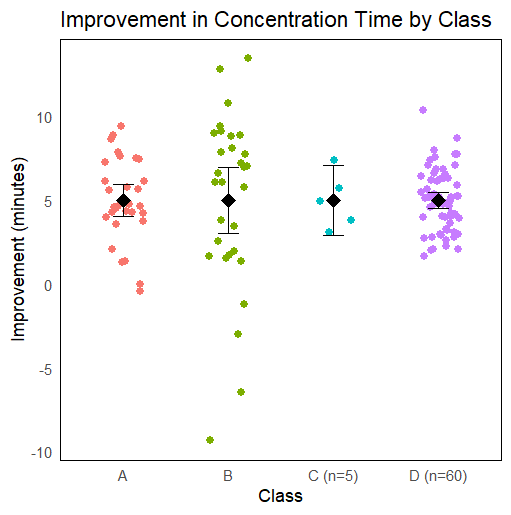 Improvement in Concentration Time by Class
Improvement (minutes)
10
5
0
-5
-10
A B C (n=5) D (n=60)
Class